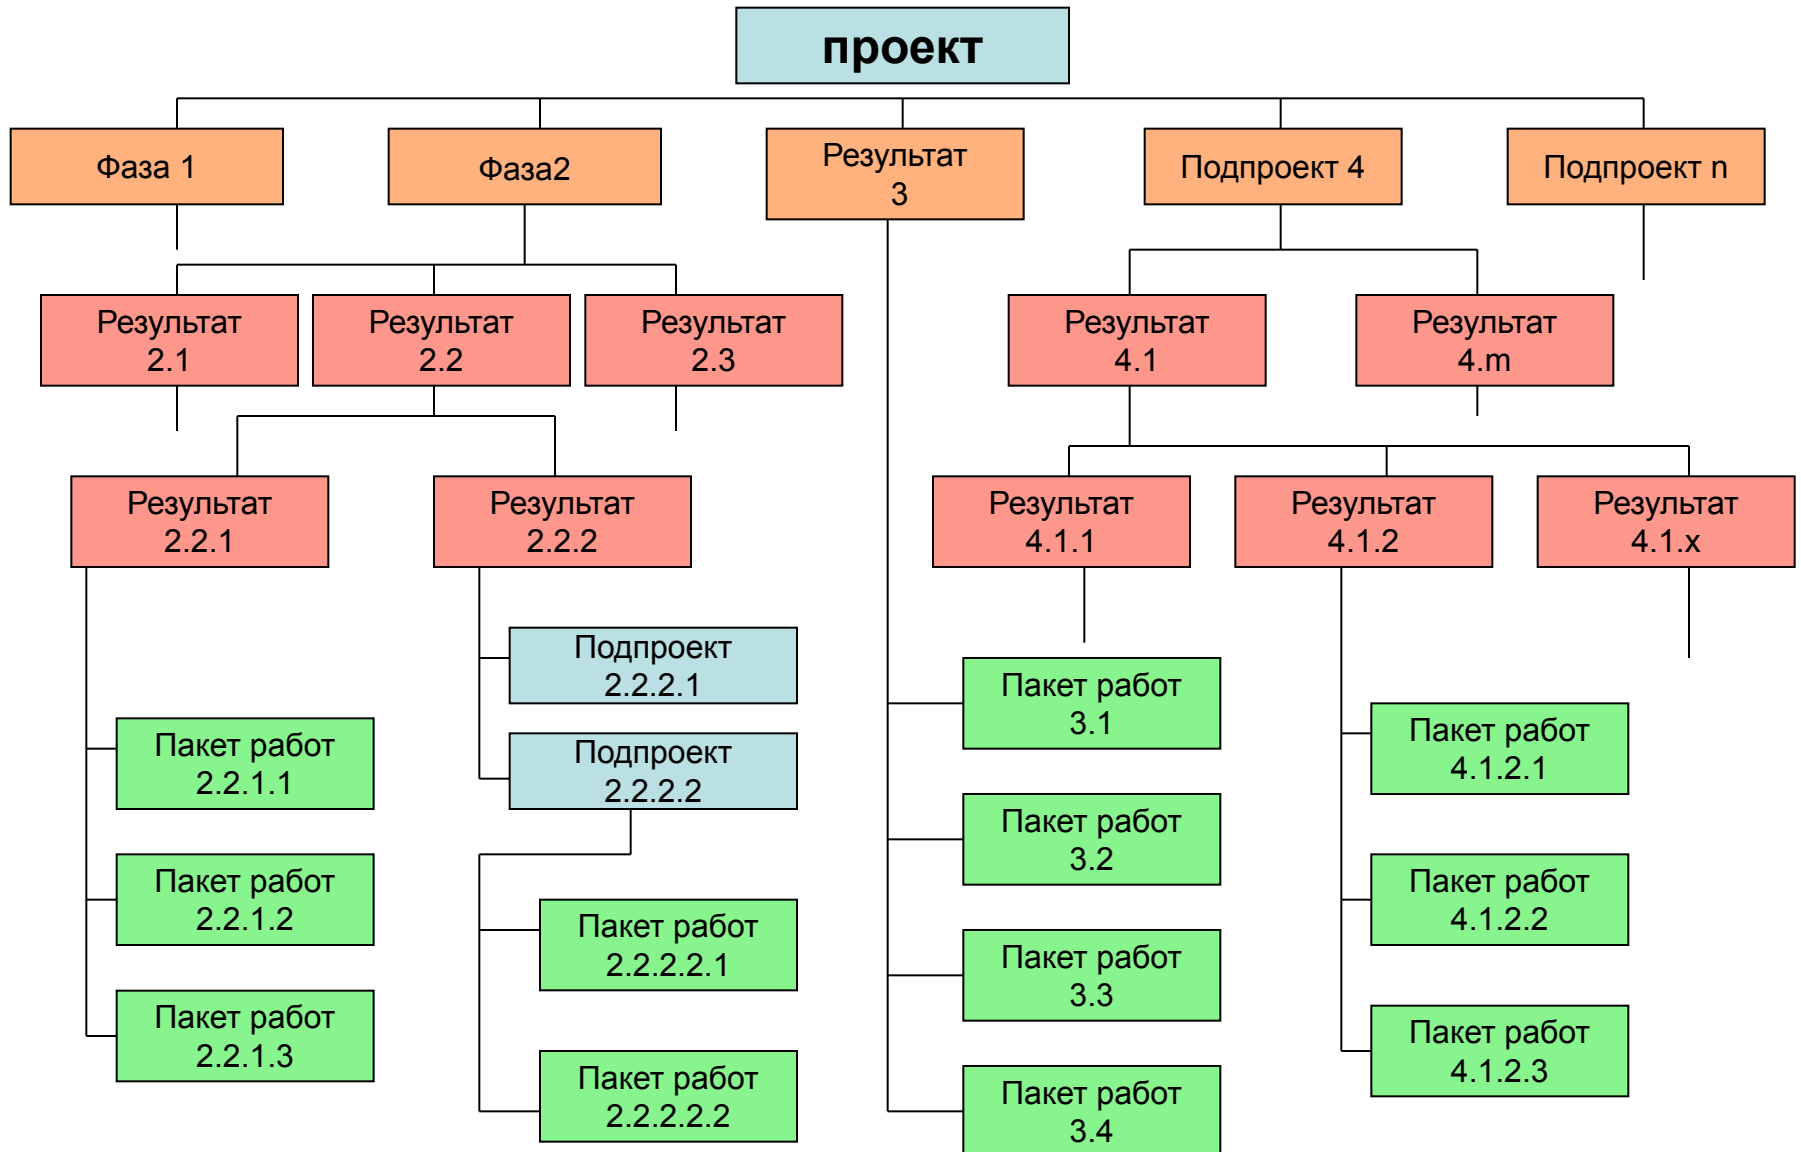 проект
Фаза 1
Фаза2
Результат
3
Подпроект 4
Подпроект n
Результат
2.1
Результат
2.2
Результат
2.3
Результат
4.1
Результат
4.m
Результат
2.2.1
Результат
2.2.2
Результат
4.1.1
Результат
4.1.2
Результат
4.1.x
Подпроект
2.2.2.1
Подпроект
2.2.2.2
Пакет работ
2.2.1.1
Пакет работ
2.2.1.2
Пакет работ
2.2.1.3
Пакет работ
2.2.2.2.1
Пакет работ
2.2.2.2.2
Пакет работ
3.1
Пакет работ
3.2
Пакет работ
3.3
Пакет работ
3.4
Пакет работ
4.1.2.1
Пакет работ
4.1.2.2
Пакет работ
4.1.2.3